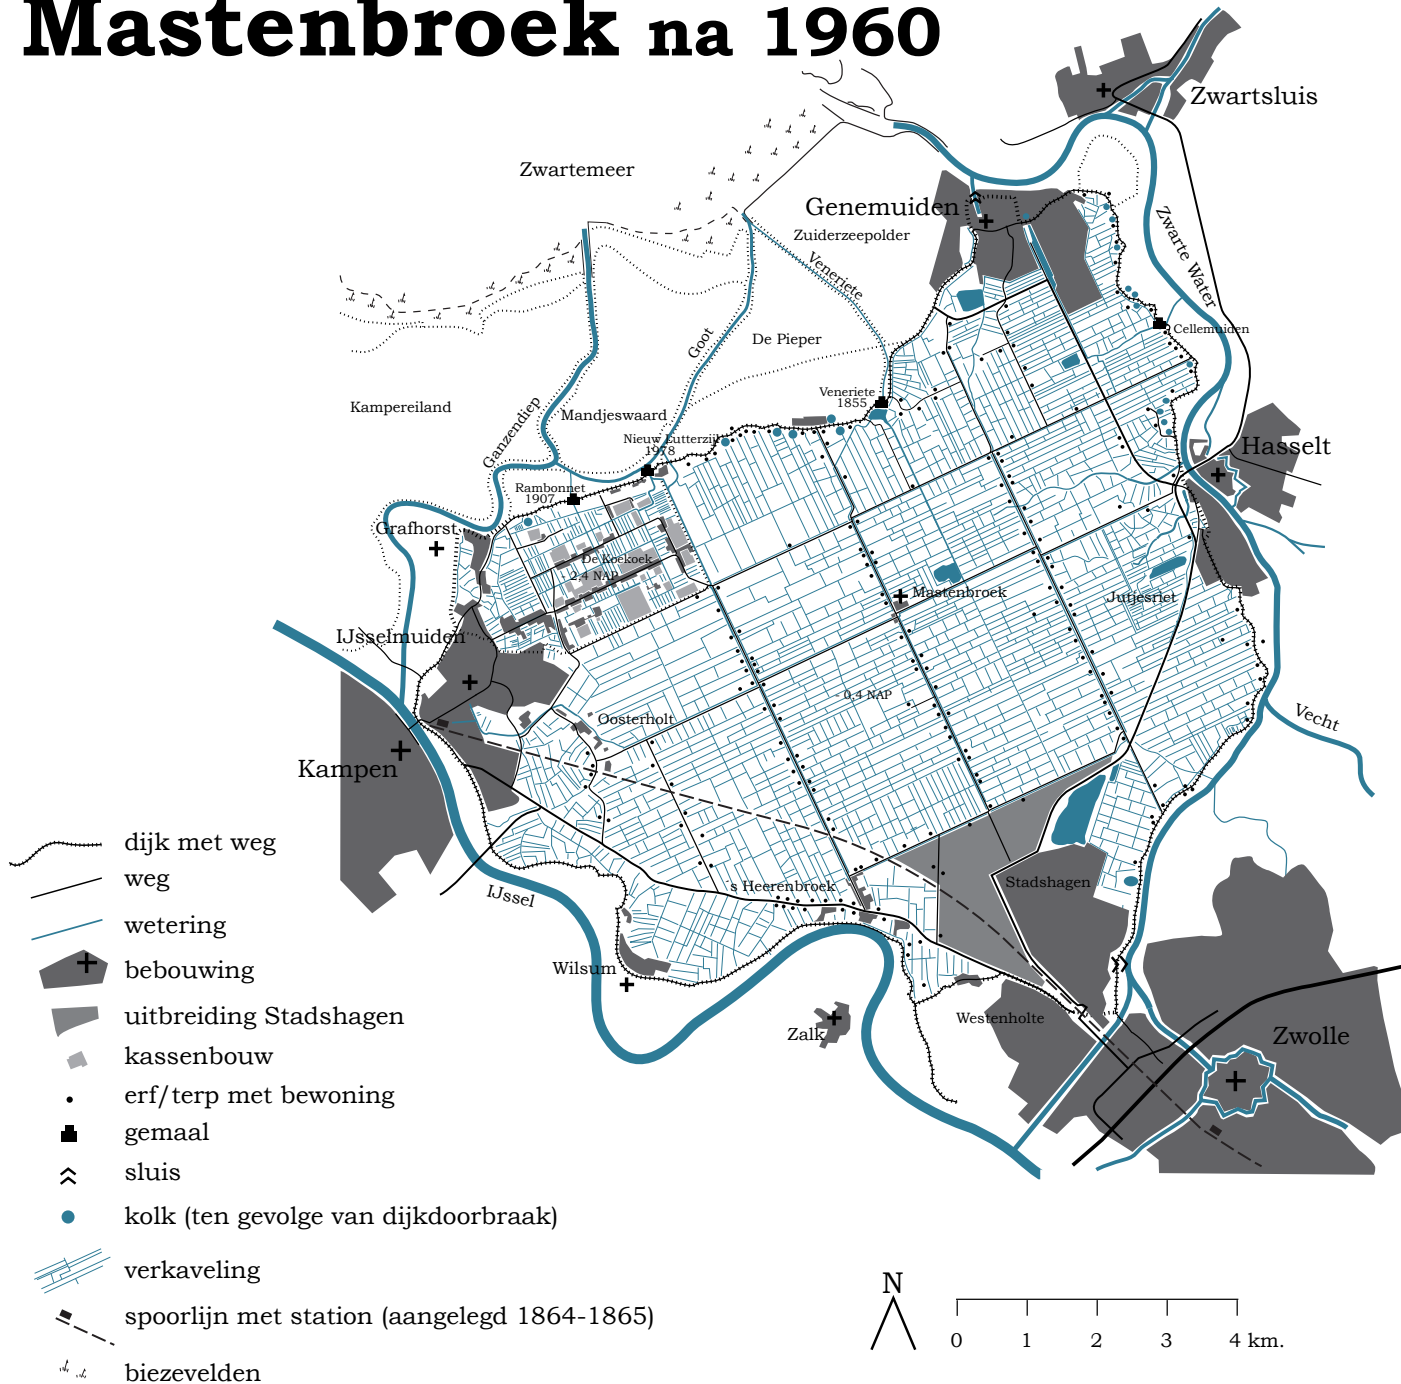 Mastenbroek na 1960
Zwartsluis
Zwartemeer
Genemuiden
Zuiderzeepolder
Zwarte Water
Veneriete
Cellemuiden
Goot
De Pieper
Kampereiland
Mandjeswaard
Veneriete
1855
Ganzendiep
Nieuw Lutterzijl
1978
Hasselt
Rambonnet
1907
Grafhorst
De Koekoek
- 2,4 NAP
Mastenbroek
Jutjesriet
IJsselmuiden
- 0,4 NAP
Oosterholt
Vecht
Kampen
's Heerenbroek
Stadshagen
IJssel
Wilsum
Zalk
Westenholte
Zwolle
dijk met weg
weg
wetering
bebouwing
uitbreiding Stadshagen
kassenbouw
erf/terp met bewoning
gemaal
sluis
kolk (ten gevolge van dijkdoorbraak)
verkaveling
spoorlijn met station (aangelegd 1864-1865)
biezevelden
N
0 1 2 3 4 km.